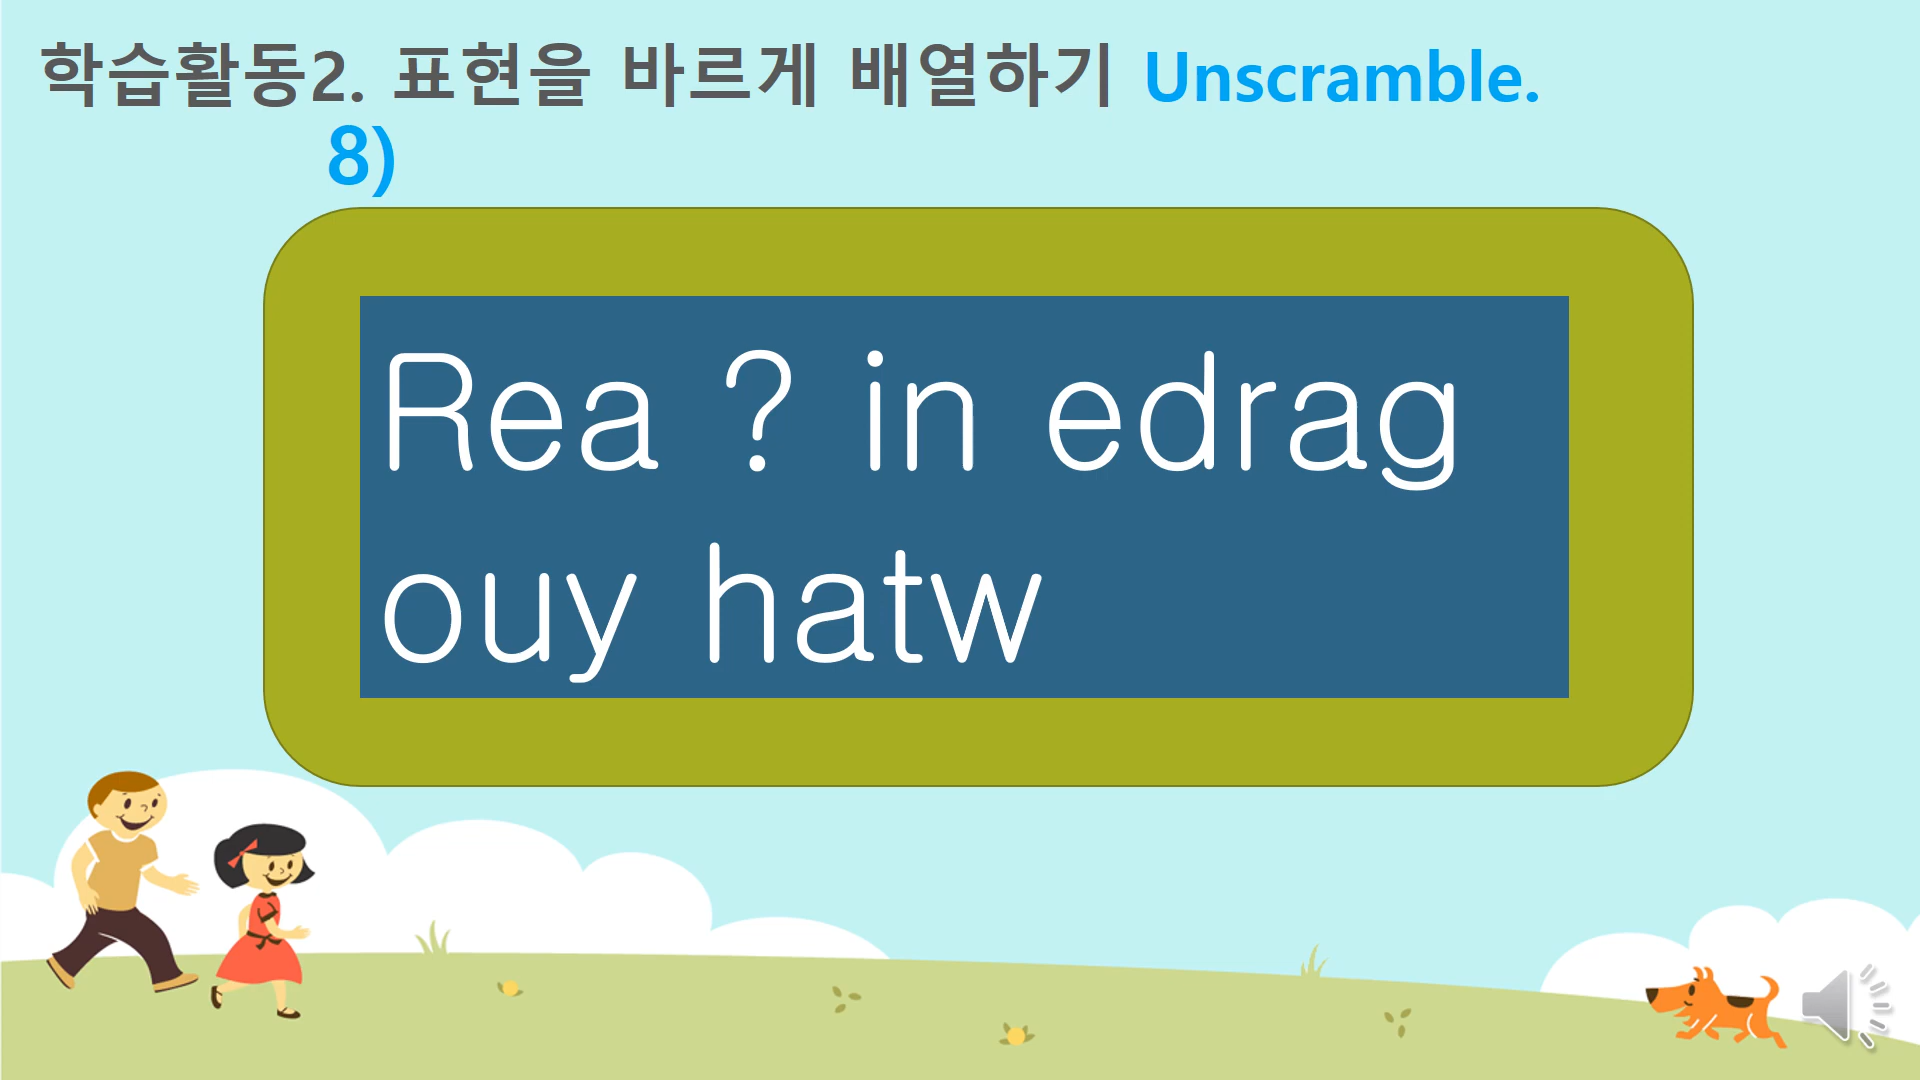 학습활동2. 표현을 바르게 배열하기 Unscramble.
8)
Rea ? in edrag
ouy hatw